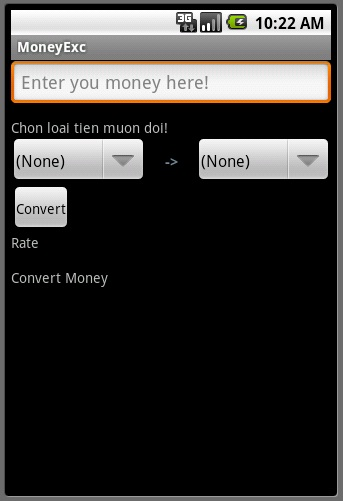 3G 10:22 AM
MoneyExc
Enter you money here!
Chon loai tien muon doi!
(None) -> (None)
Convert
Rate
Convert Money